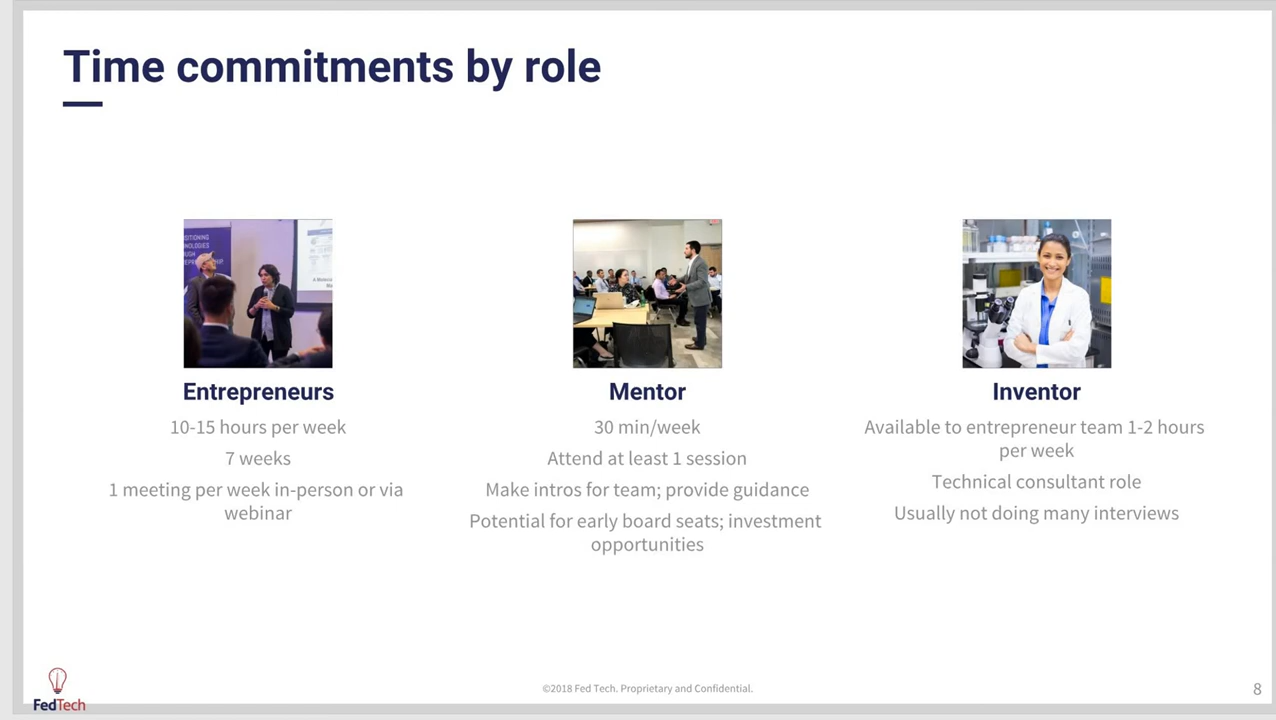 Time commitments by role
Entrepreneurs
10-15 hours per week
7 weeks
1 meeting per week in-person or via
webinar
Mentor
30 min/week
Attend at least 1 session
Make intros for team; provide guidance
Potential for early board seats; investment
opportunities
Inventor
Available to entrepreneur team 1-2 hours
per week
Technical consultant role
Usually not doing many interviews
FedTech
©2018 Fed Tech. Proprietary and Confidential.
8